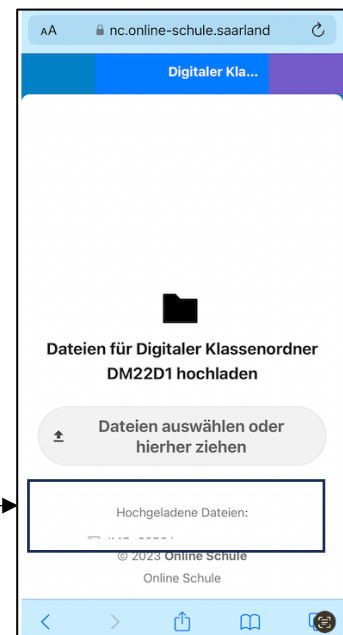 AA nc.online-schule.saarland
Digitaler Kla...
Dateien für Digitaler Klassenordner
DM22D1 hochladen
Dateien auswählen oder
hierher ziehen
Hochgeladene Dateien:
© 2023 Online Schule
Online Schule